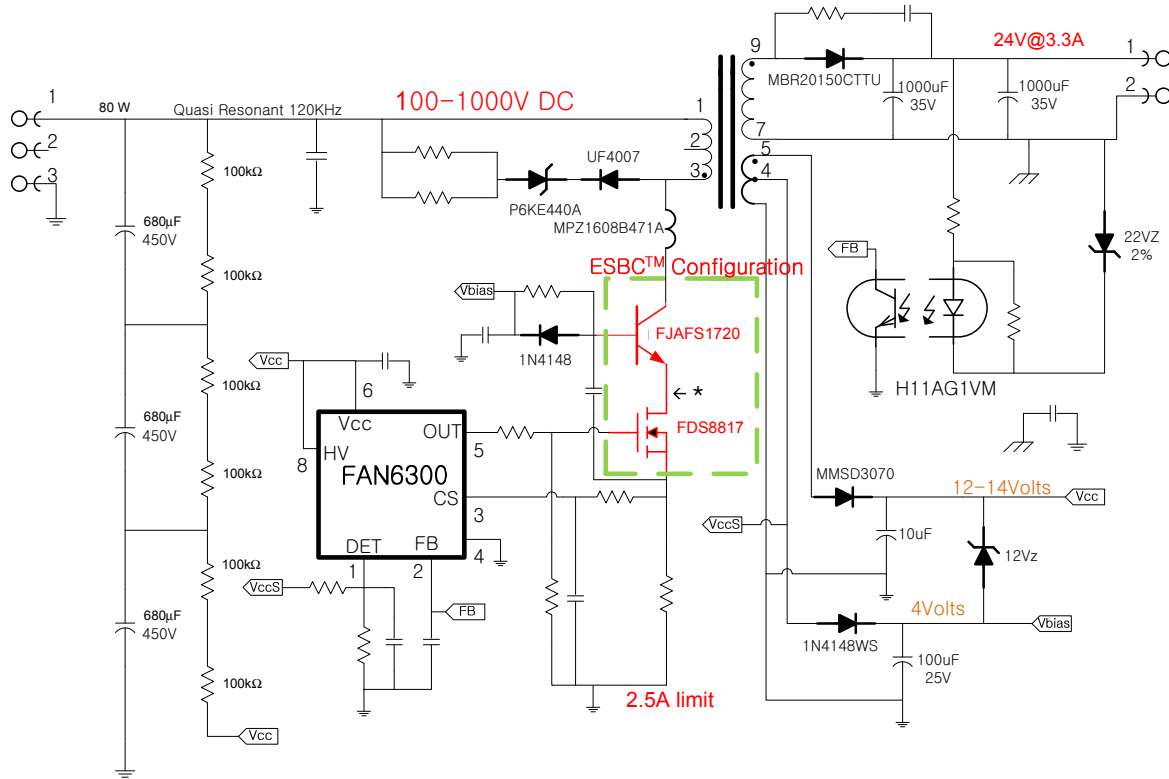 9
24V@3.3A
1
MBR20150CTTU
1000uF
35V
1000uF
35V
2
1
80 W
Quasi Resonant 120KHz
100-1000V DC
1
7
2
2
5
3
100kΩ
UF4007
3
4
P6KE440A
MPZ1608B471A
680µF
450V
22VZ
2%
FB
100kΩ
ESBC™ Configuration
Vbias
FJAFS1720
1N4148
Vcc
6
100kΩ
H11AG1VM
← *
680µF
450V
Vcc
OUT
5
FDS8817
8
HV
FAN6300
100kΩ
MMSD3070
12-14Volts
Vcc
CS
3
VccS
10uF
4
DET
FB
12Vz
1
2
100kΩ
VccS
FB
4Volts
Vbias
680µF
450V
1N4148WS
100uF
25V
100kΩ
2.5A limit
Vcc